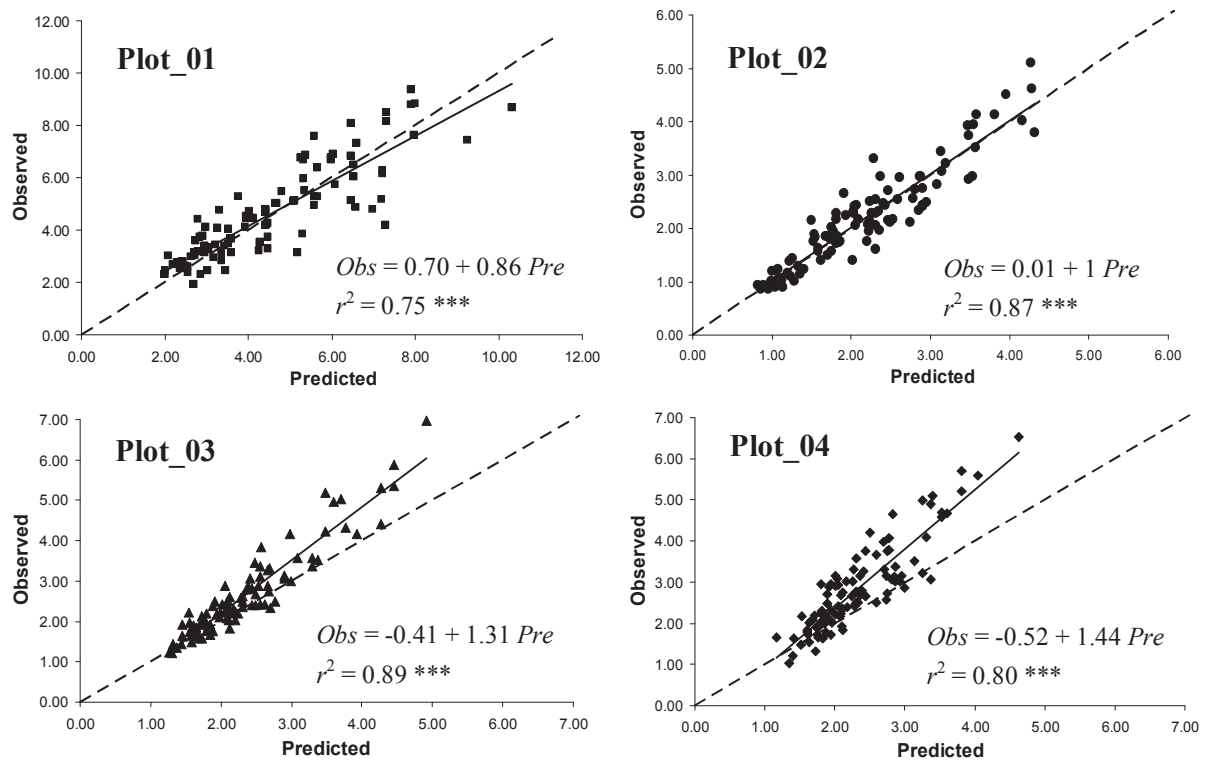 Plot_01
12.00
10.00
8.00
6.00
4.00
2.00
0.00
Observed
Obs = 0.70 + 0.86 Pre
r² = 0.75 ***
0.00 2.00 4.00 6.00 8.00 10.00 12.00
Predicted
Plot_02
6.00
5.00
4.00
3.00
2.00
1.00
0.00
Observed
Obs = 0.01 + 1 Pre
r² = 0.87 ***
0.00 1.00 2.00 3.00 4.00 5.00 6.00
Predicted
Plot_03
7.00
6.00
5.00
4.00
3.00
2.00
1.00
0.00
Observed
Obs = -0.41 + 1.31 Pre
r² = 0.89 ***
0.00 1.00 2.00 3.00 4.00 5.00 6.00 7.00
Predicted
Plot_04
7.00
6.00
5.00
4.00
3.00
2.00
1.00
0.00
Observed
Obs = -0.52 + 1.44 Pre
r² = 0.80 ***
0.00 1.00 2.00 3.00 4.00 5.00 6.00 7.00
Predicted